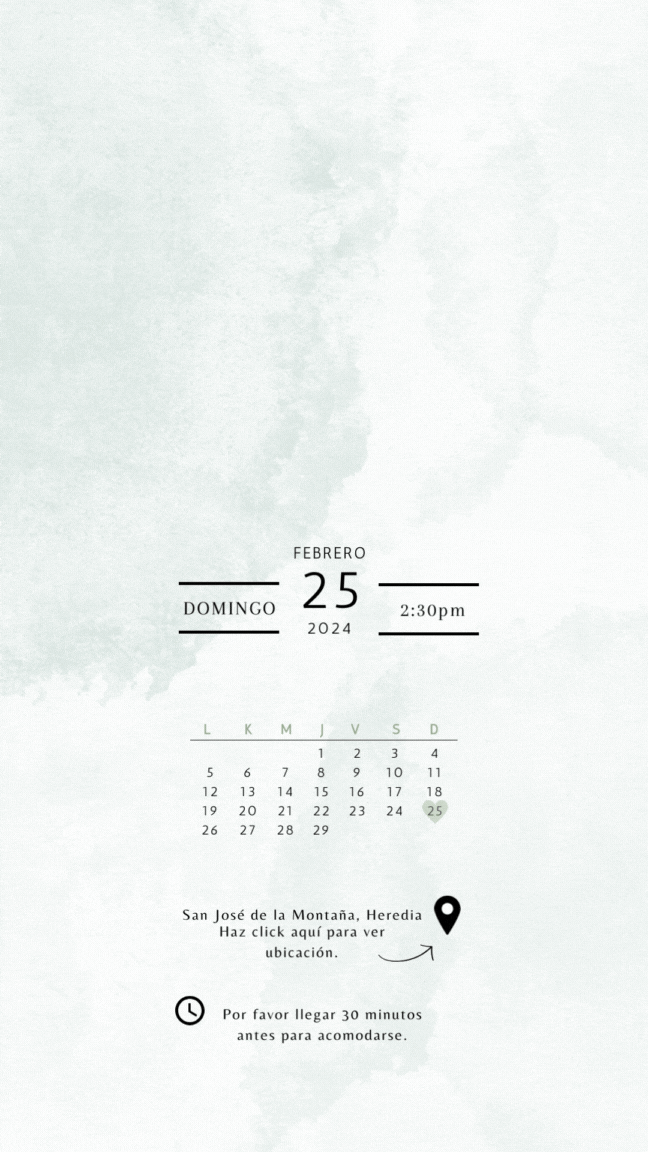 FEBRERO
DOMINGO 25 2:30pm
2024
L K M J V S D
1 2 3 4
5 6 7 8 9 10 11
12 13 14 15 16 17 18
19 20 21 22 23 24 25
26 27 28 29
San José de la Montaña, Heredia
Haz click aquí para ver
ubicación.
Por favor llegar 30 minutos
antes para acomodarse.